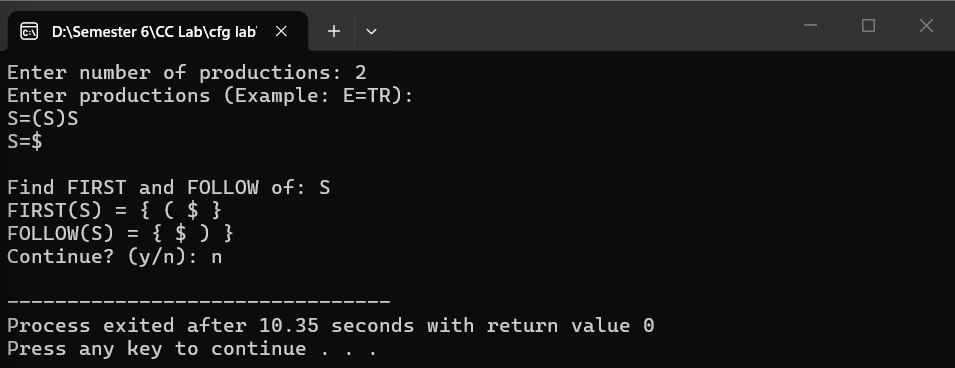 D:\Semester 6\CC Lab\cfg lab
Enter number of productions: 2
Enter productions (Example: E=TR):
S=(S)S
S=$
Find FIRST and FOLLOW of: S
FIRST(S) = { ( $ }
FOLLOW(S) = { $ ) }
Continue? (y/n): n
--------------------------------
Process exited after 10.35 seconds with return value 0
Press any key to continue . . .